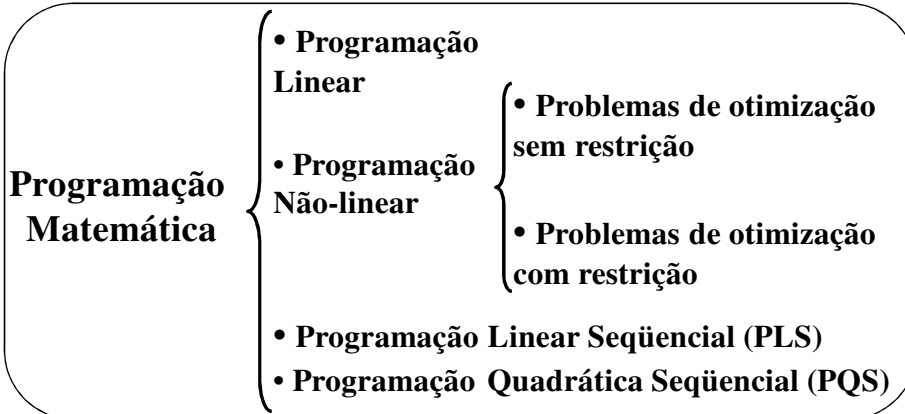 Programação
Matemática
• Programação
Linear
• Programação
Não-linear
• Problemas de otimização
sem restrição
• Problemas de otimização
com restrição
• Programação Linear Seqüencial (PLS)
• Programação Quadrática Seqüencial (PQS)